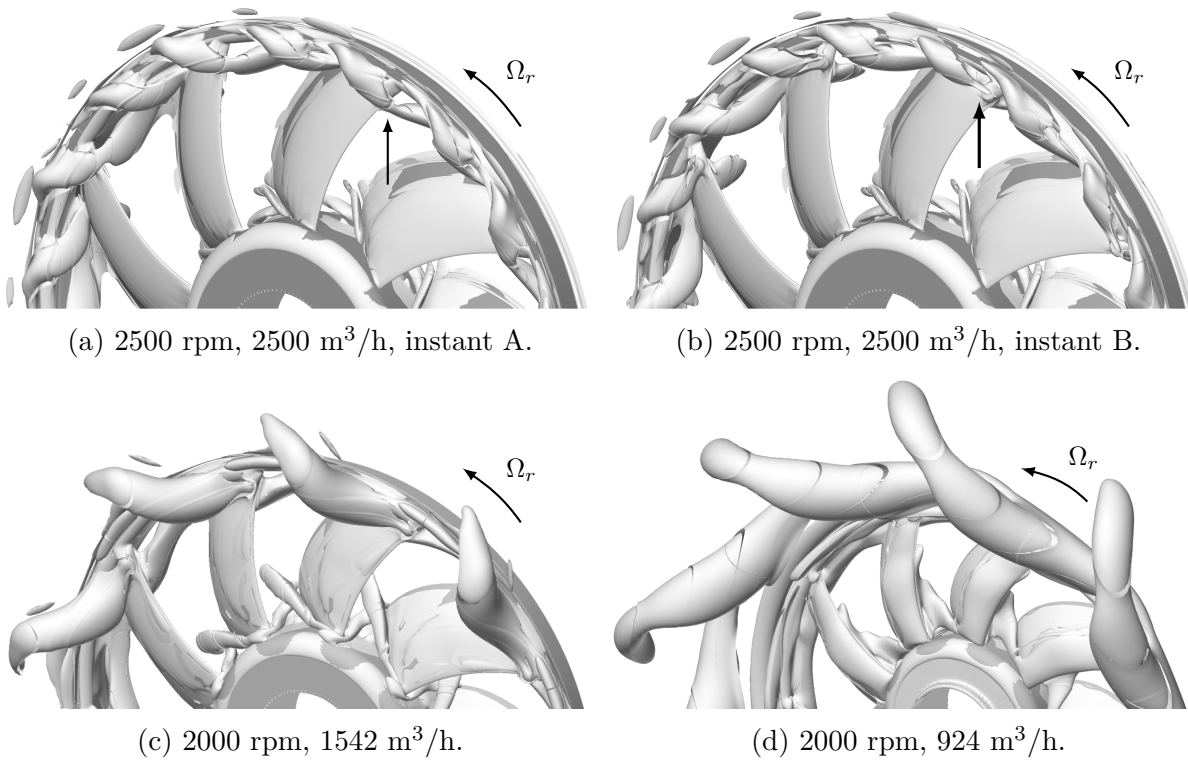 Ωᵣ
Ωᵣ
(a) 2500 rpm, 2500 m³/h, instant A.
(b) 2500 rpm, 2500 m³/h, instant B.
Ωᵣ
Ωᵣ
(c) 2000 rpm, 1542 m³/h.
(d) 2000 rpm, 924 m³/h.